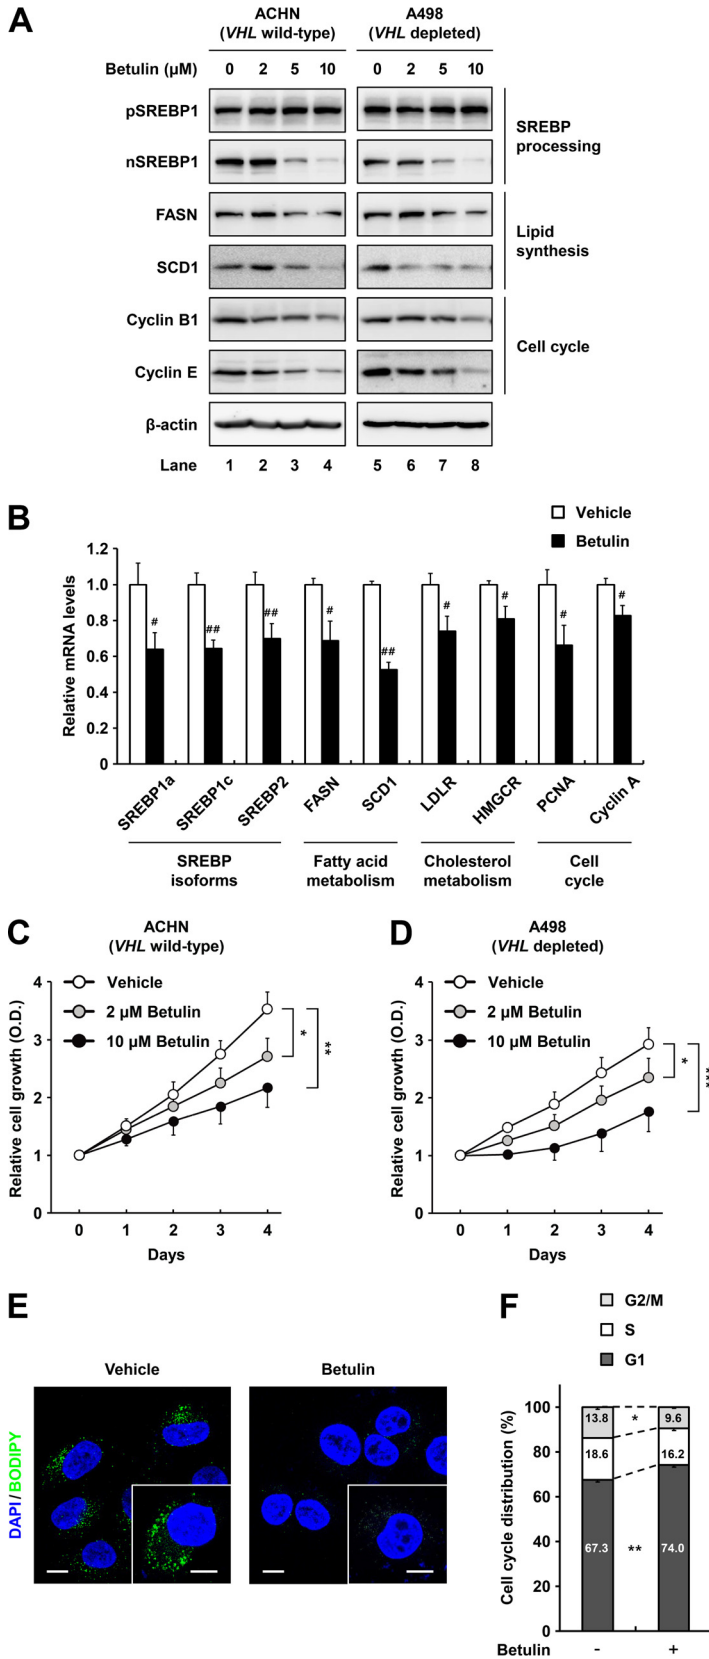 A
ACHN
(VHL wild-type)
A498
(VHL depleted)
Betulin (µM) 0 2 5 10 0 2 5 10
pSREBP1
nSREBP1
SREBP
processing
FASN
SCD1
Lipid
synthesis
Cyclin B1
Cyclin E
Cell cycle
β-actin
Lane 1 2 3 4 5 6 7 8
B
Vehicle
Betulin
Relative mRNA levels
1.2
1.0
0.8
0.6
0.4
0.2
0
# ## ## # ## # # # #
SREBP1a SREBP1c SREBP2 FASN SCD1 LDLR HMGCR PCNA Cyclin A
SREBP
isoforms
Fatty acid
metabolism
Cholesterol
metabolism
Cell
cycle
C
ACHN
(VHL wild-type)
Vehicle
2 µM Betulin
10 µM Betulin
* **
Relative cell growth (O.D.)
4
3
2
1
0
0 1 2 3 4
Days
D
A498
(VHL depleted)
Vehicle
2 µM Betulin
10 µM Betulin
* ***
Relative cell growth (O.D.)
4
3
2
1
0
0 1 2 3 4
Days
E
Vehicle
Betulin
DAPI/BODIPY
F
G2/M
S
G1
Cell cycle distribution (%)
100
80
60
40
20
0
13.8 * 9.6
18.6 16.2
67.3 ** 74.0
Betulin - +